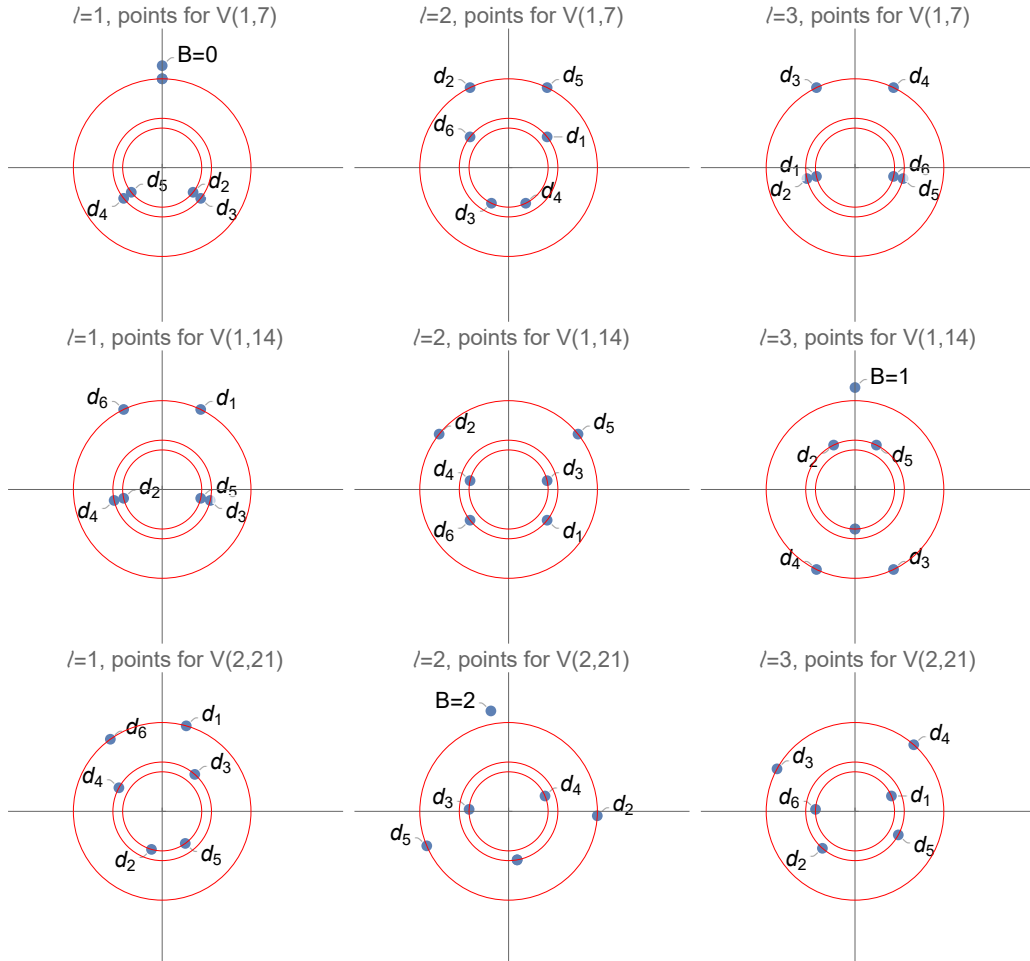 ℓ=1, points for V(1,7)
ℓ=2, points for V(1,7)
ℓ=3, points for V(1,7)
B=0
d₅
d₂
d₄
d₃
d₂
d₅
d₆
d₁
d₃
d₄
d₃
d₄
d₁
d₆
d₂
d₅
ℓ=1, points for V(1,14)
ℓ=2, points for V(1,14)
ℓ=3, points for V(1,14)
d₆
d₁
d₂
d₅
d₄
d₃
d₂
d₅
d₄
d₃
d₆
d₁
B=1
d₂
d₅
d₄
d₃
ℓ=1, points for V(2,21)
ℓ=2, points for V(2,21)
ℓ=3, points for V(2,21)
d₆
d₁
d₄
d₃
d₂
d₅
B=2
d₃
d₄
d₂
d₅
d₃
d₄
d₆
d₁
d₂
d₅